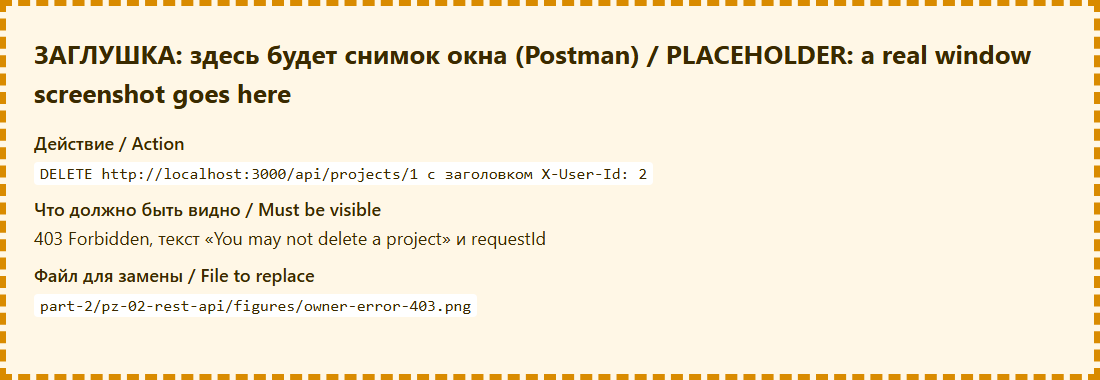 ЗАГЛУШКА: здесь будет снимок окна (Postman) / PLACEHOLDER: a real window
screenshot goes here
Действие / Action
DELETE http://localhost:3000/api/projects/1 с заголовком X-User-Id: 2
Что должно быть видно / Must be visible
403 Forbidden, текст «You may not delete a project» и requestId
Файл для замены / File to replace
part-2/pz-02-rest-api/figures/owner-error-403.png